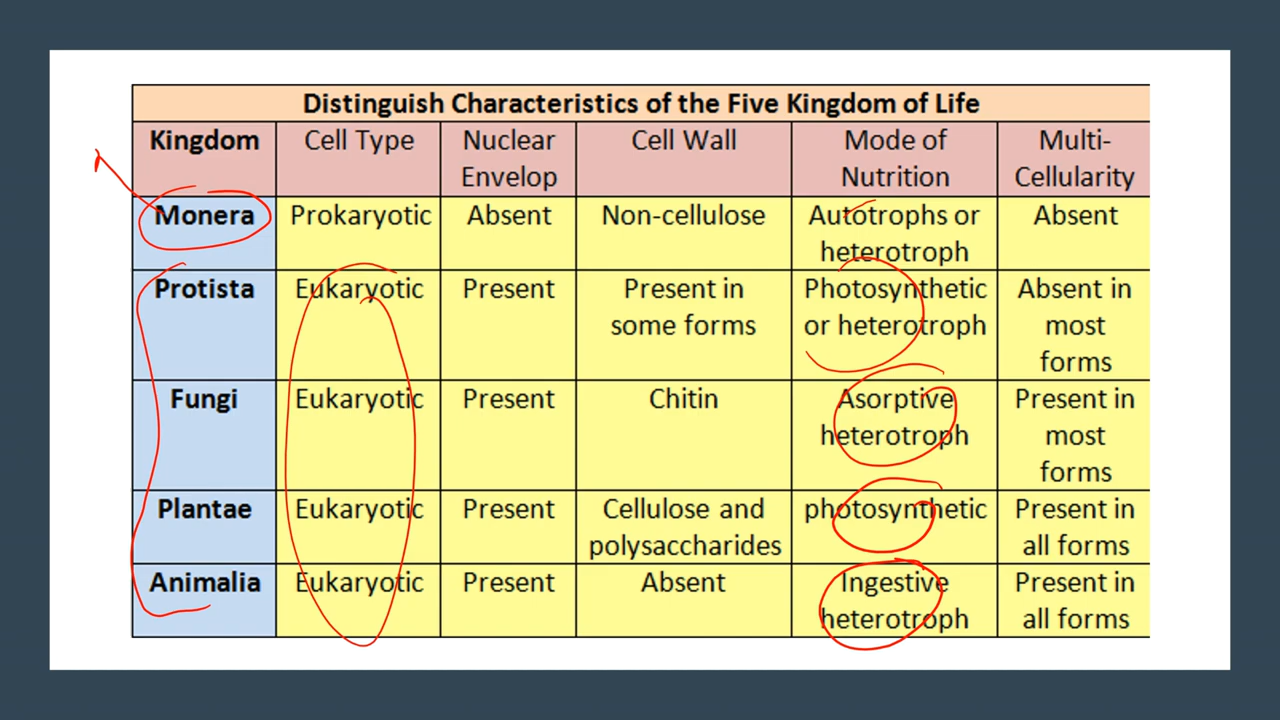 Distinguish Characteristics of the Five Kingdom of Life
Kingdom Cell Type Nuclear Envelop Cell Wall Mode of Nutrition Multi-Cellularity
Monera Prokaryotic Absent Non-cellulose Autotrophs or heterotroph Absent
Protista Eukaryotic Present Present in some forms Photosynthetic or heterotroph Absent in most forms
Fungi Eukaryotic Present Chitin Asorptive heterotroph Present in most forms
Plantae Eukaryotic Present Cellulose and polysaccharides photosynthetic Present in all forms
Animalia Eukaryotic Present Absent Ingestive heterotroph Present in all forms